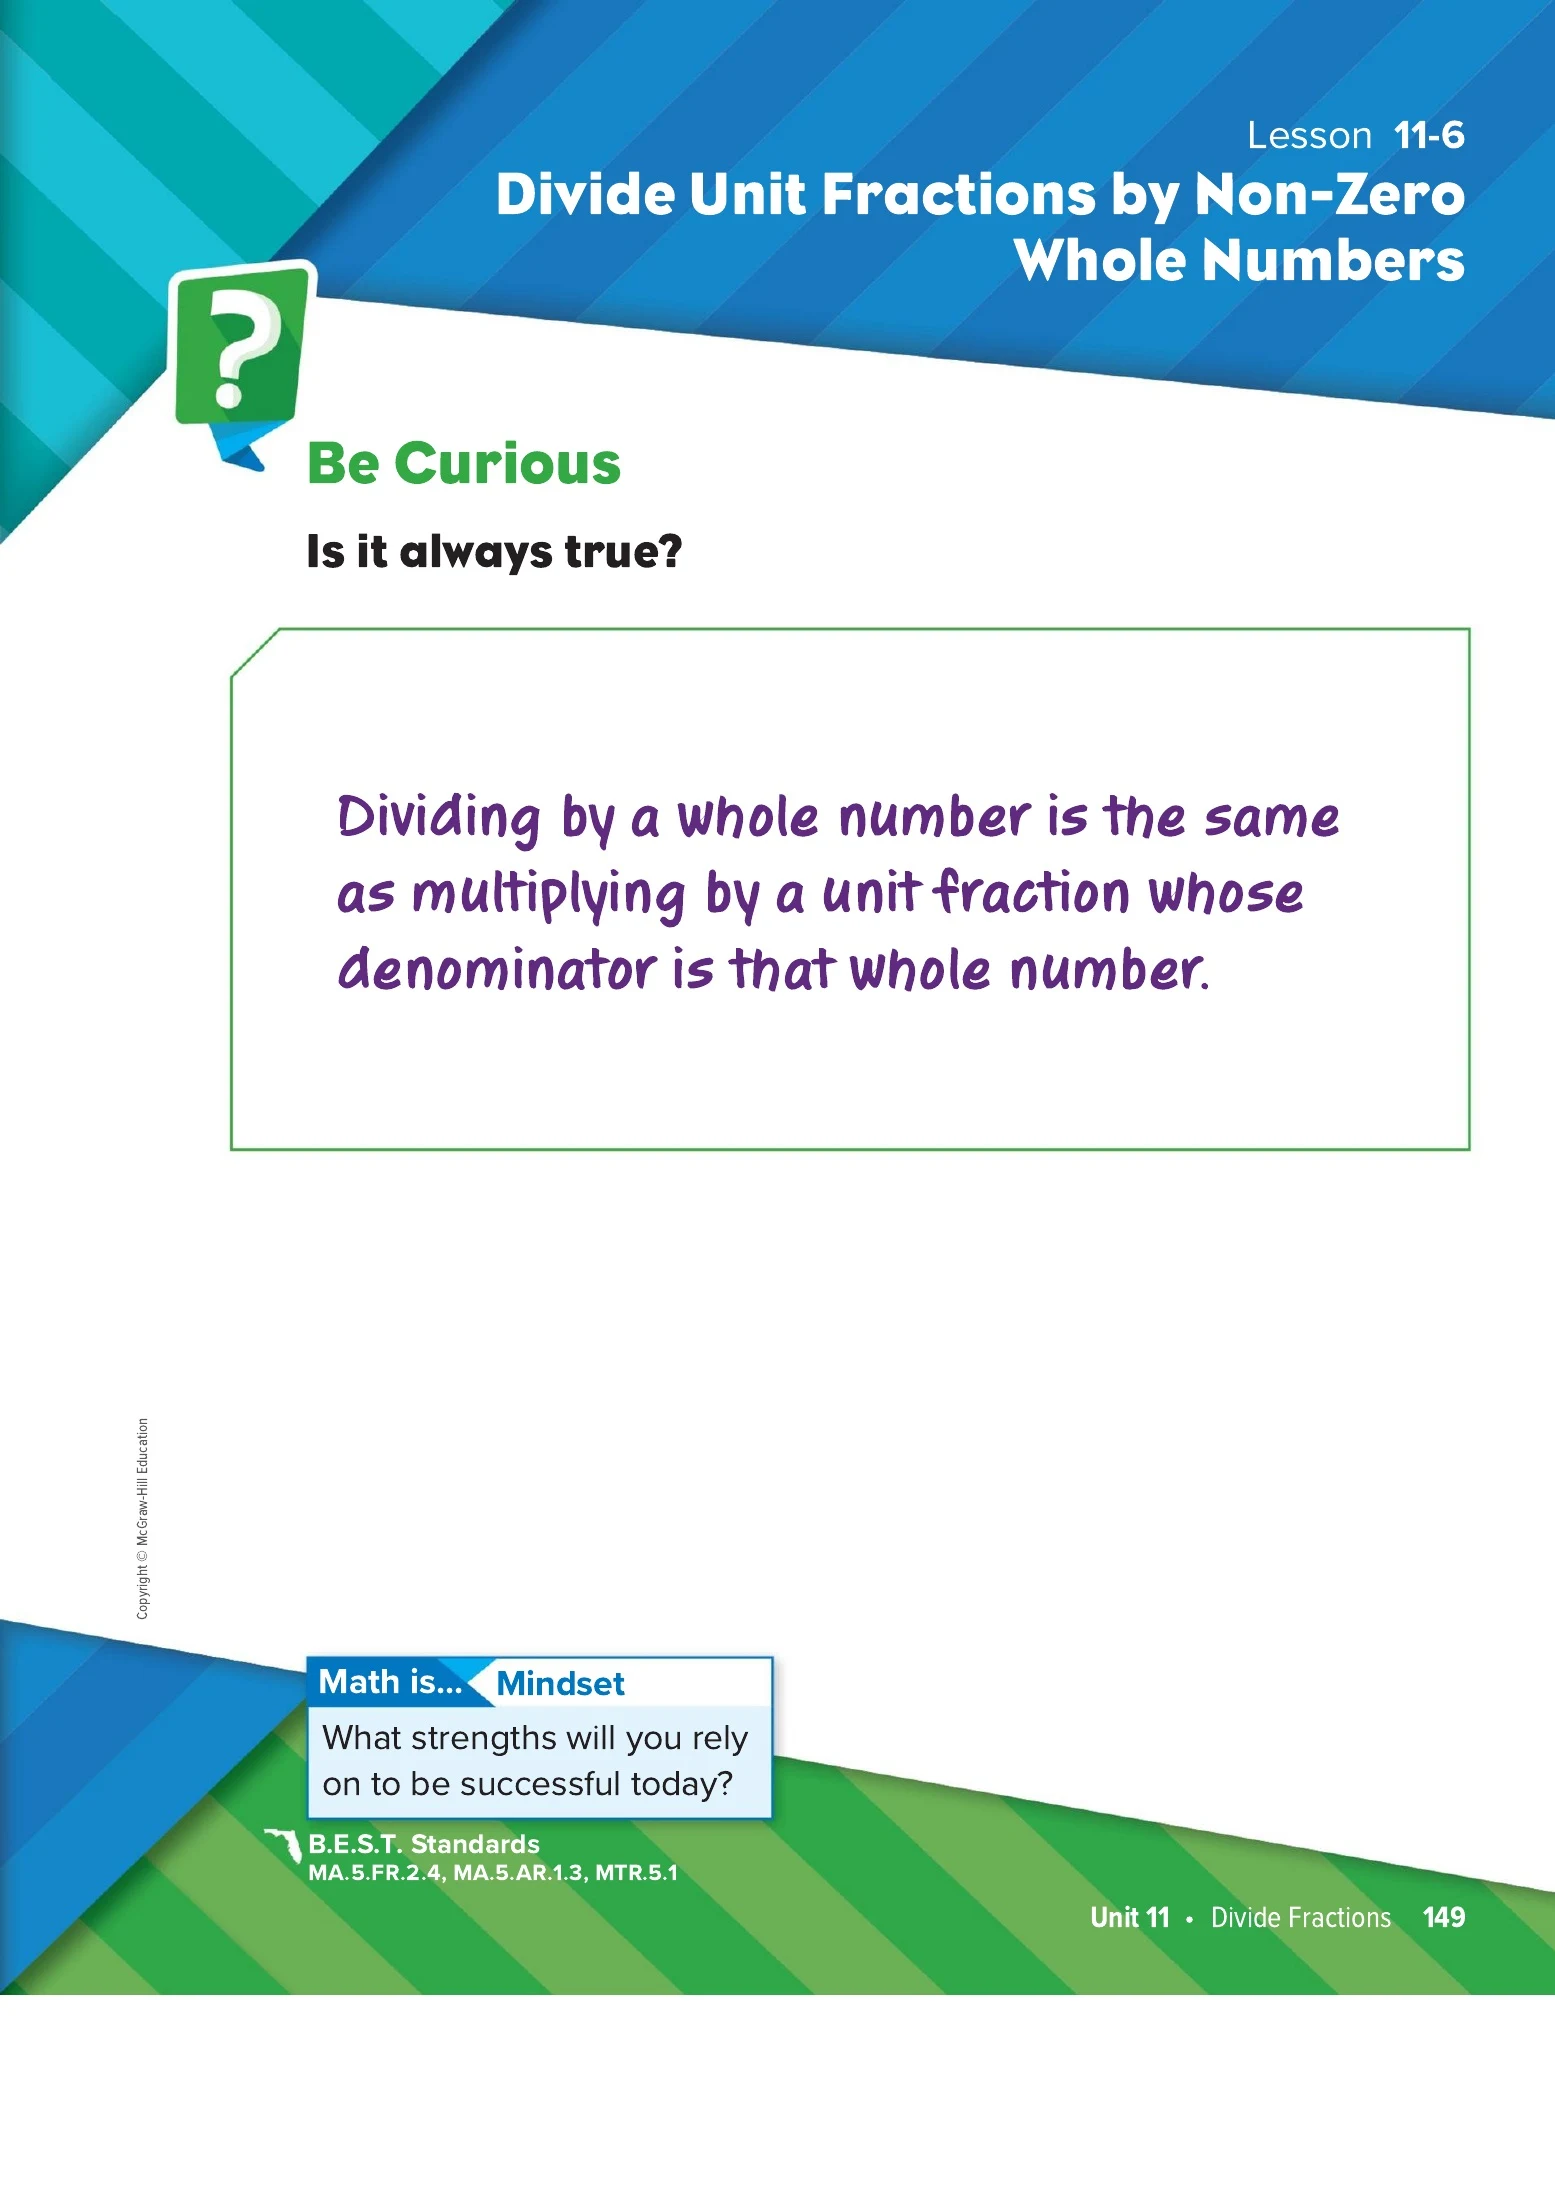 Lesson 11-6
Divide Unit Fractions by Non-Zero
Whole Numbers
?
Be Curious
Is it always true?
Dividing by a whole number is the same
as multiplying by a unit fraction whose
denominator is that whole number.
Copyright © McGraw-Hill Education
Math is... Mindset
What strengths will you rely
on to be successful today?
B.E.S.T. Standards
MA.5.FR.2.4, MA.5.AR.1.3, MTR.5.1
Unit 11 • Divide Fractions 149